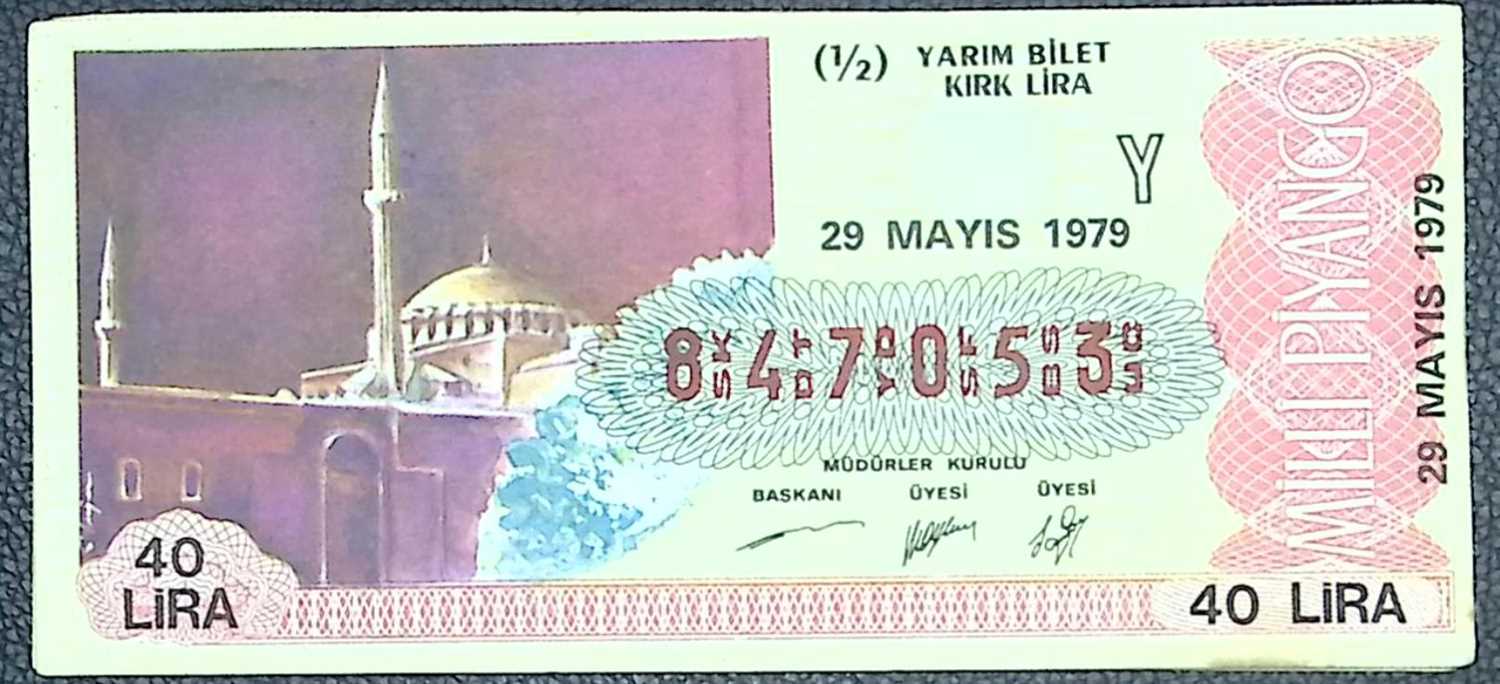 (½) YARIM BİLET
KIRK LİRA
Y
29 MAYIS 1979
847053
MÜDÜRLER KURULU
BAŞKANI ÜYESİ ÜYESİ
40
LİRA
40 LİRA
MİLLİ PİYANGO
29 MAYIS 1979